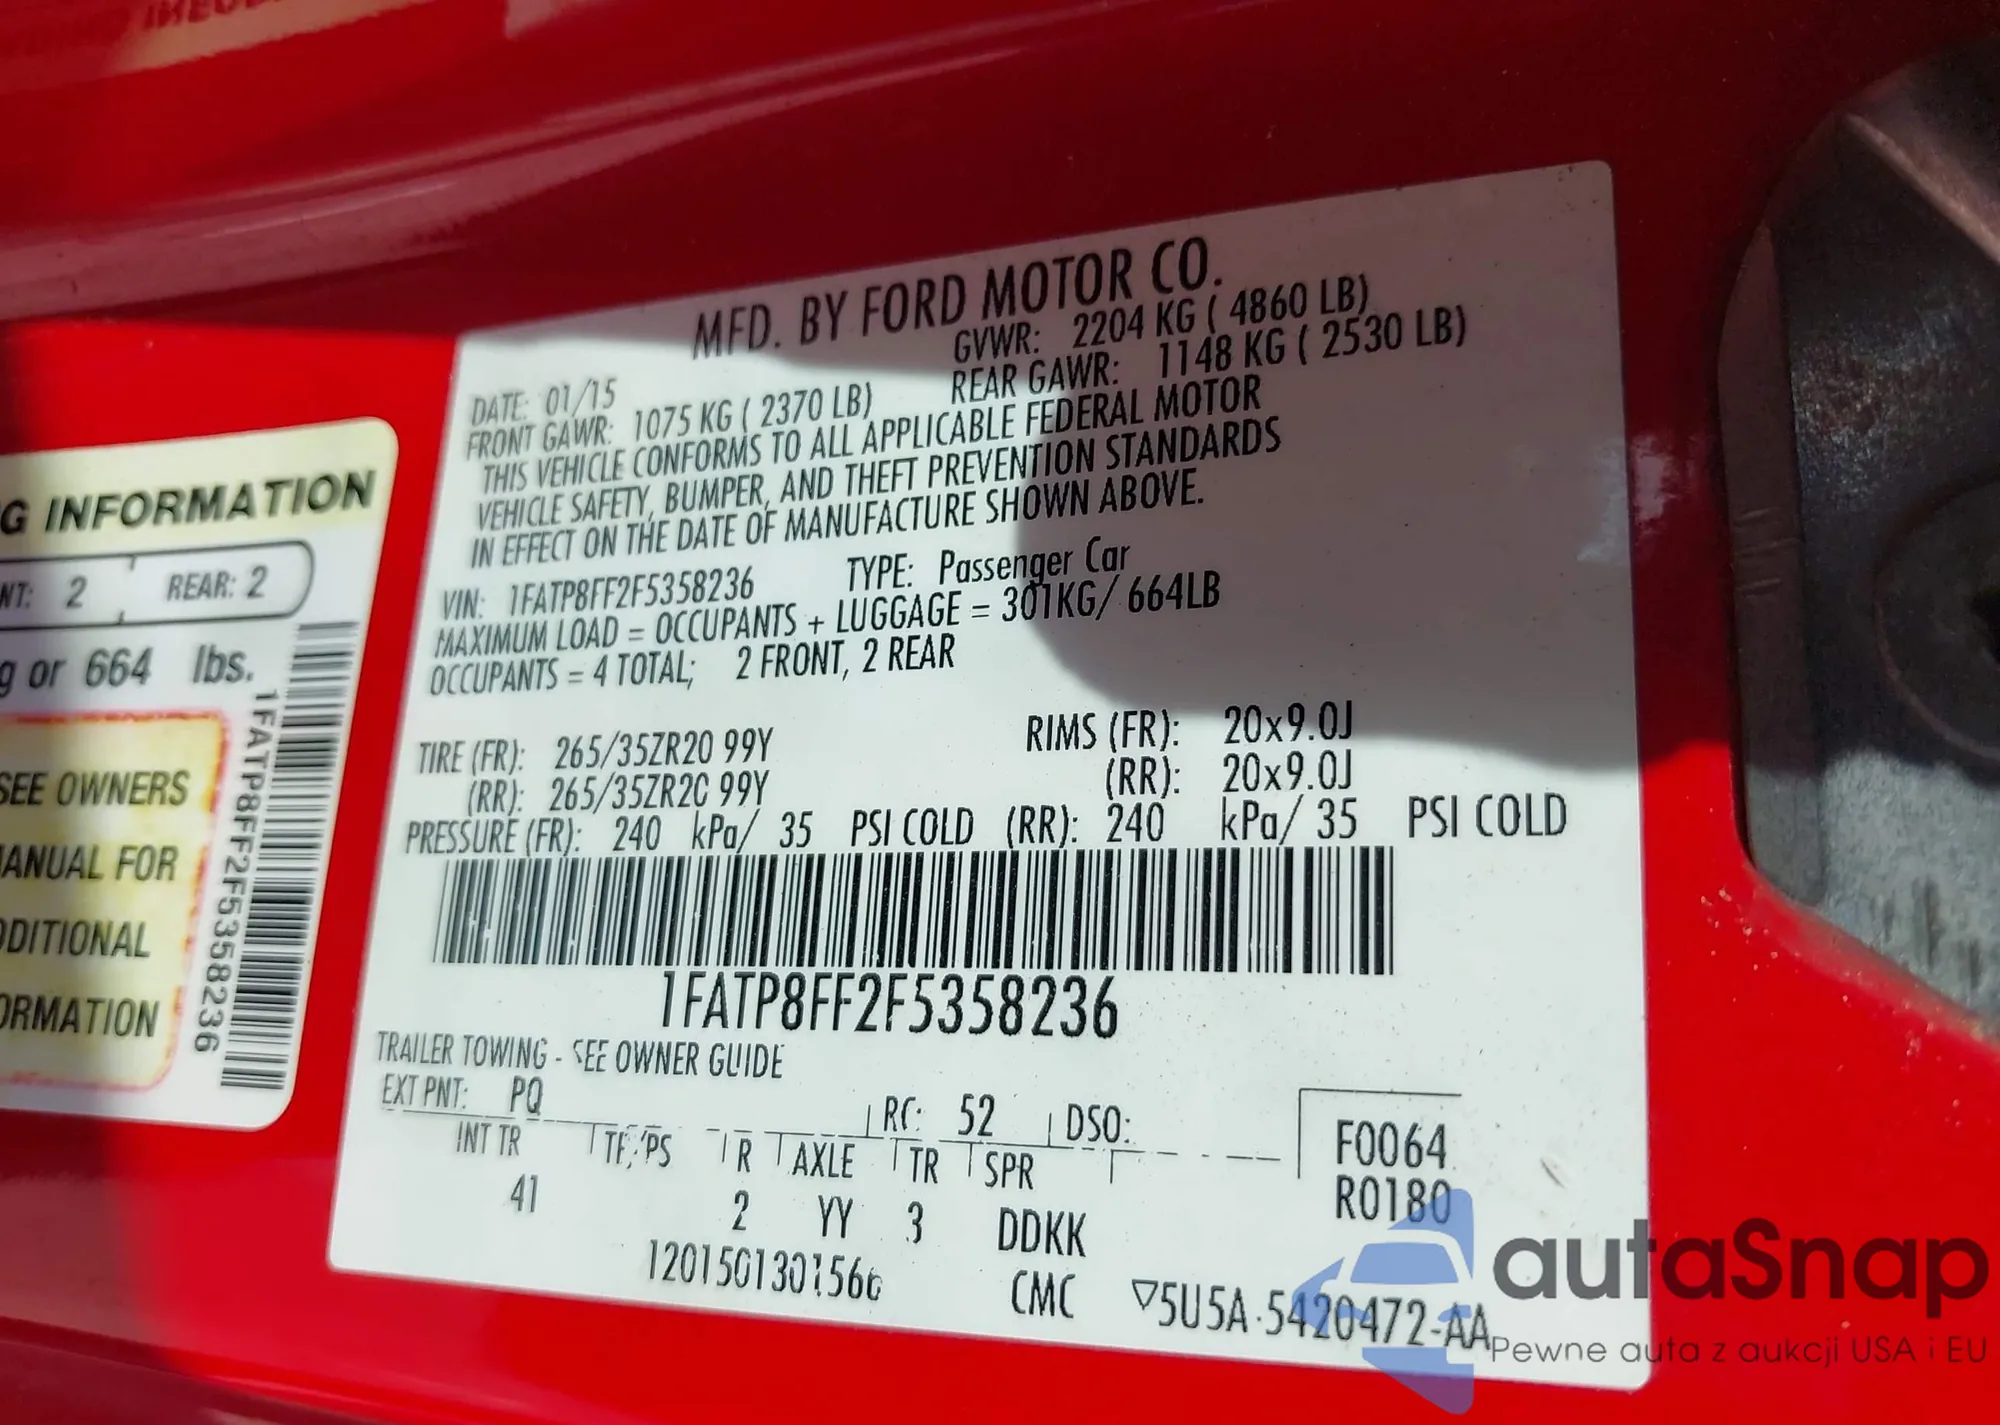 G INFORMATION
NT: 2 REAR: 2
g or 664 lbs.
SEE OWNERS
MANUAL FOR
DDITIONAL
ORMATION
1FATP8FF2F5358236
MFD. BY FORD MOTOR CO.
DATE: 01/15 GVWR: 2204 KG ( 4860 LB)
FRONT GAWR: 1075 KG ( 2370 LB) REAR GAWR: 1148 KG ( 2530 LB)
THIS VEHICLE CONFORMS TO ALL APPLICABLE FEDERAL MOTOR
VEHICLE SAFETY, BUMPER, AND THEFT PREVENTION STANDARDS
IN EFFECT ON THE DATE OF MANUFACTURE SHOWN ABOVE.
VIN: 1FATP8FF2F5358236 TYPE: Passenger Car
MAXIMUM LOAD = OCCUPANTS + LUGGAGE = 301KG/ 664LB
OCCUPANTS = 4 TOTAL; 2 FRONT, 2 REAR
TIRE (FR): 265/35ZR20 99Y RIMS (FR): 20x9.0J
(RR): 265/35ZR20 99Y (RR): 20x9.0J
PRESSURE (FR): 240 kPa/ 35 PSI COLD (RR): 240 kPa/ 35 PSI COLD
1FATP8FF2F5358236
TRAILER TOWING - SEE OWNER GUIDE
EXT PNT: PQ RC: 52 DSO:
INT TR TP/PS R AXLE TR SPR F0064
41 2 YY 3 DDKK R0180
120150130156 CMC ▽5U5A-5420472-AA
autaSnap
Pewne auta z aukcji USA i EU